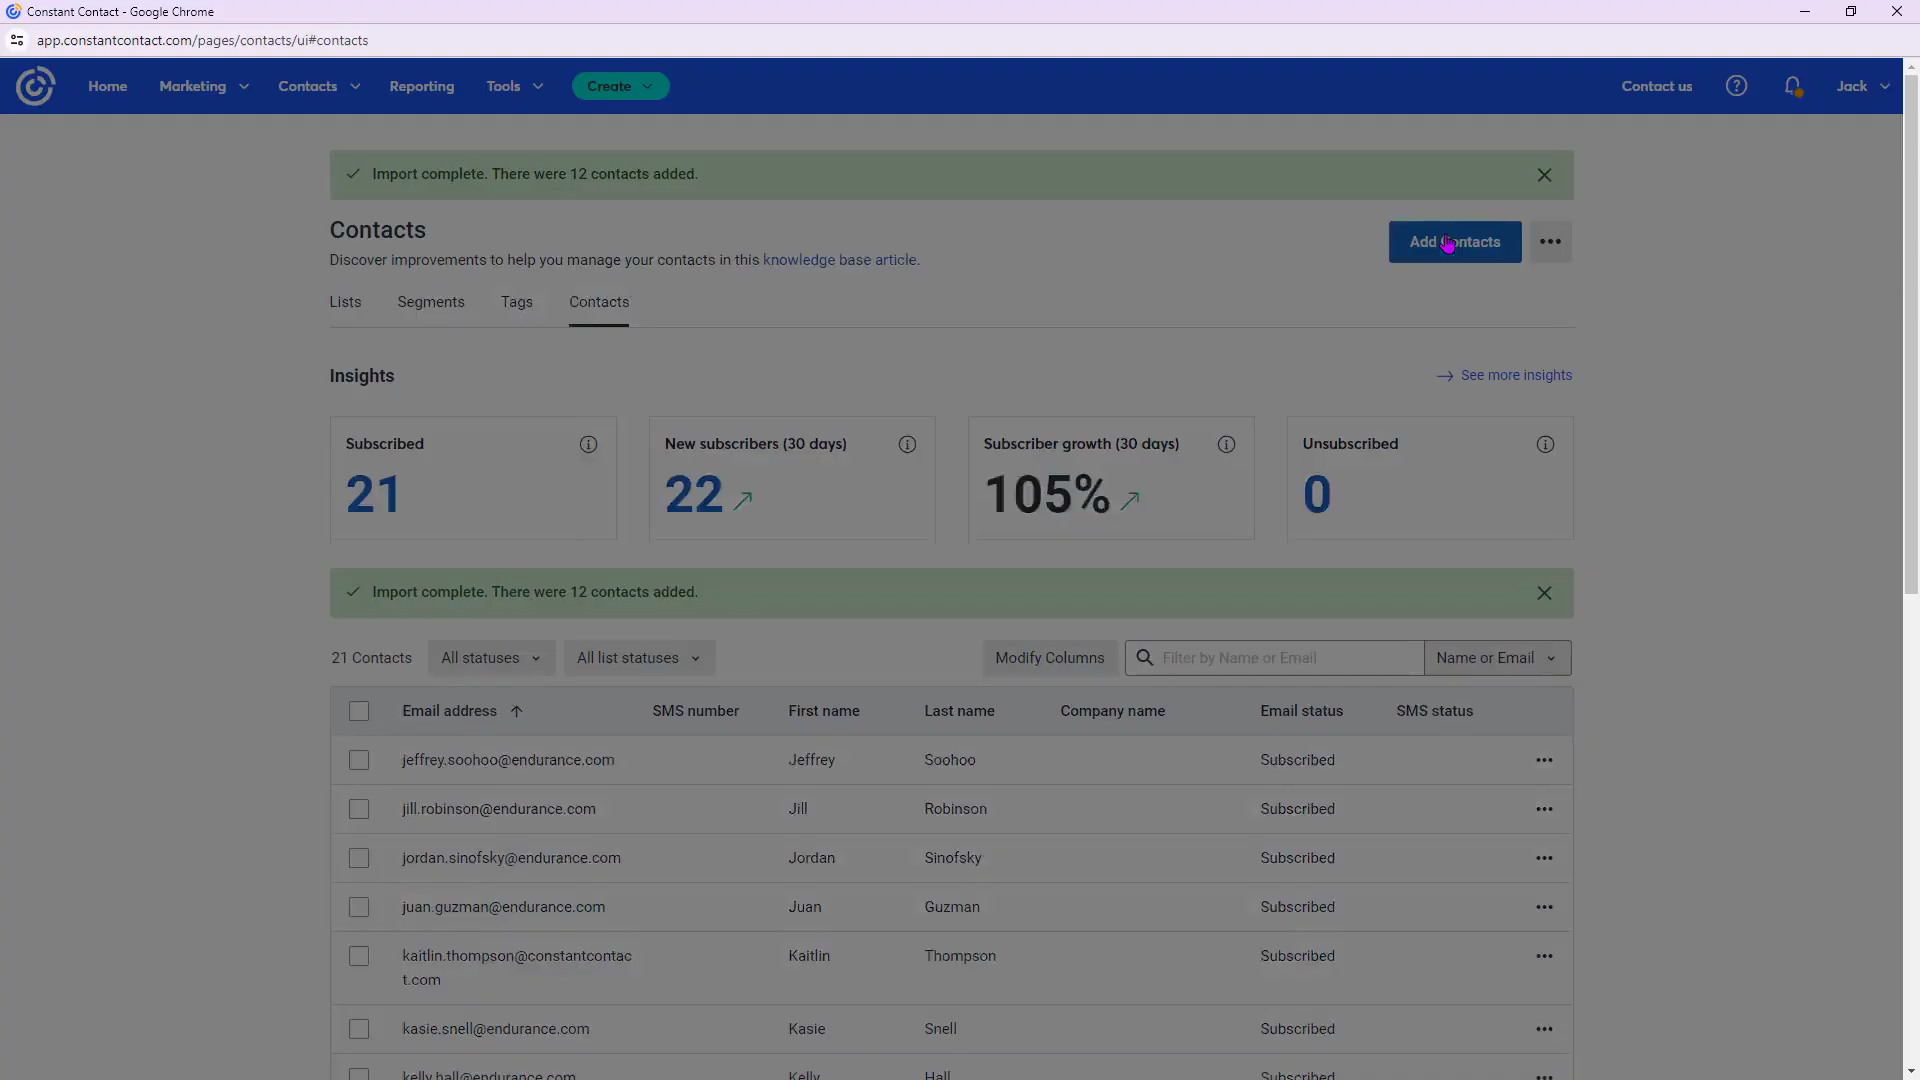 Constant Contact - Google Chrome
app.constantcontact.com/pages/contacts/ui#contacts
Home Marketing Contacts Reporting Tools Create Contact us Jack
Import complete. There were 12 contacts added.
Contacts
Add Contacts
Discover improvements to help you manage your contacts in this knowledge base article.
Lists Segments Tags Contacts
Insights
See more insights
Subscribed New subscribers (30 days) Subscriber growth (30 days) Unsubscribed
21 22 105% 0
Import complete. There were 12 contacts added.
21 Contacts All statuses All list statuses Modify Columns Filter by Name or Email Name or Email
Email address SMS number First name Last name Company name Email status SMS status
jeffrey.soohoo@endurance.com Jeffrey Soohoo Subscribed
jill.robinson@endurance.com Jill Robinson Subscribed
jordan.sinofsky@endurance.com Jordan Sinofsky Subscribed
juan.guzman@endurance.com Juan Guzman Subscribed
kaitlin.thompson@constantcontac Kaitlin Thompson Subscribed
t.com
kasie.snell@endurance.com Kasie Snell Subscribed
kelly.hall@endurance.com Kelly Hall Subscribed